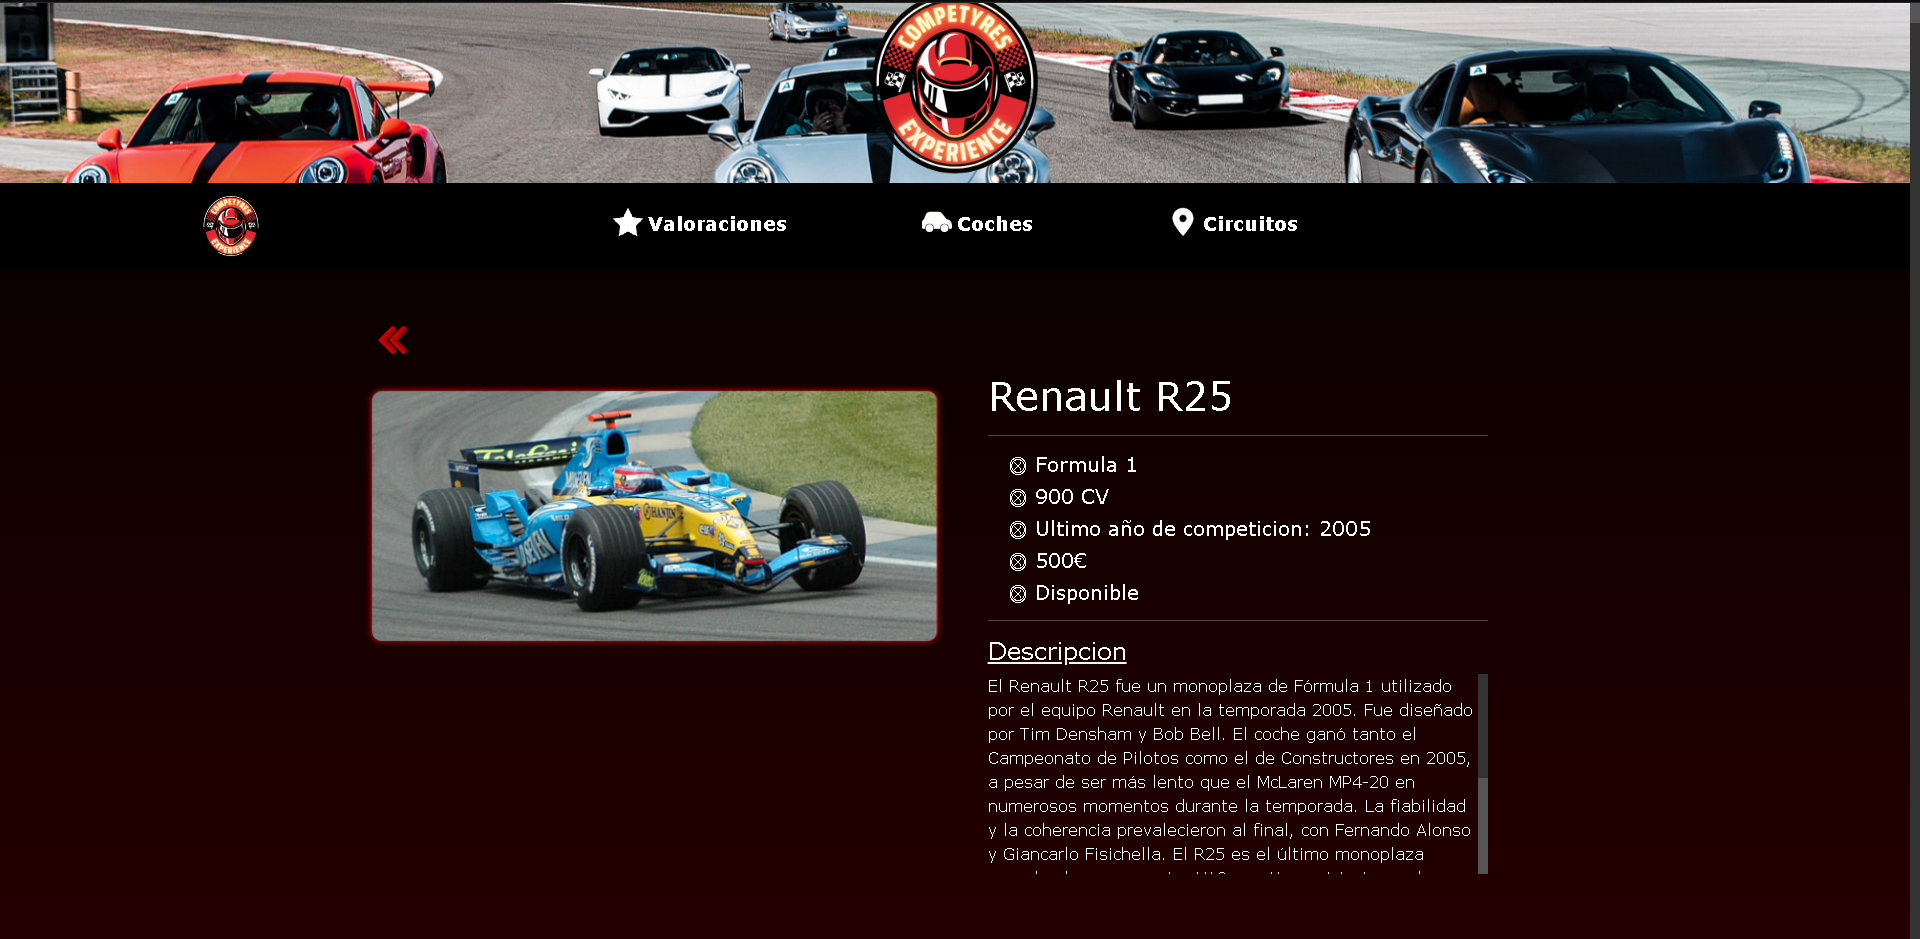 COMPETYRES
EXPERIENCE
COMPETYRES
EXPERIENCE
Valoraciones
Coches
Circuitos
Renault R25
Formula 1
900 CV
Ultimo año de competicion: 2005
500€
Disponible
Descripcion
El Renault R25 fue un monoplaza de Fórmula 1 utilizado
por el equipo Renault en la temporada 2005. Fue diseñado
por Tim Densham y Bob Bell. El coche ganó tanto el
Campeonato de Pilotos como el de Constructores en 2005,
a pesar de ser más lento que el McLaren MP4-20 en
numerosos momentos durante la temporada. La fiabilidad
y la coherencia prevalecieron al final, con Fernando Alonso
y Giancarlo Fisichella. El R25 es el último monoplaza